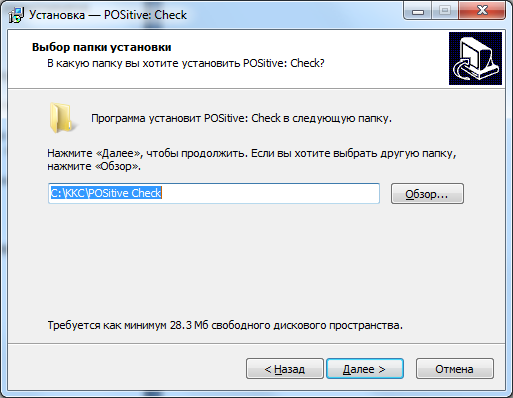 Установка — POSitive: Check
Выбор папки установки
В какую папку вы хотите установить POSitive: Check?
Программа установит POSitive: Check в следующую папку.
Нажмите «Далее», чтобы продолжить. Если вы хотите выбрать другую папку,
нажмите «Обзор».
C:\KKC\POSitive Check
Обзор...
Требуется как минимум 28.3 Мб свободного дискового пространства.
< Назад
Далее >
Отмена